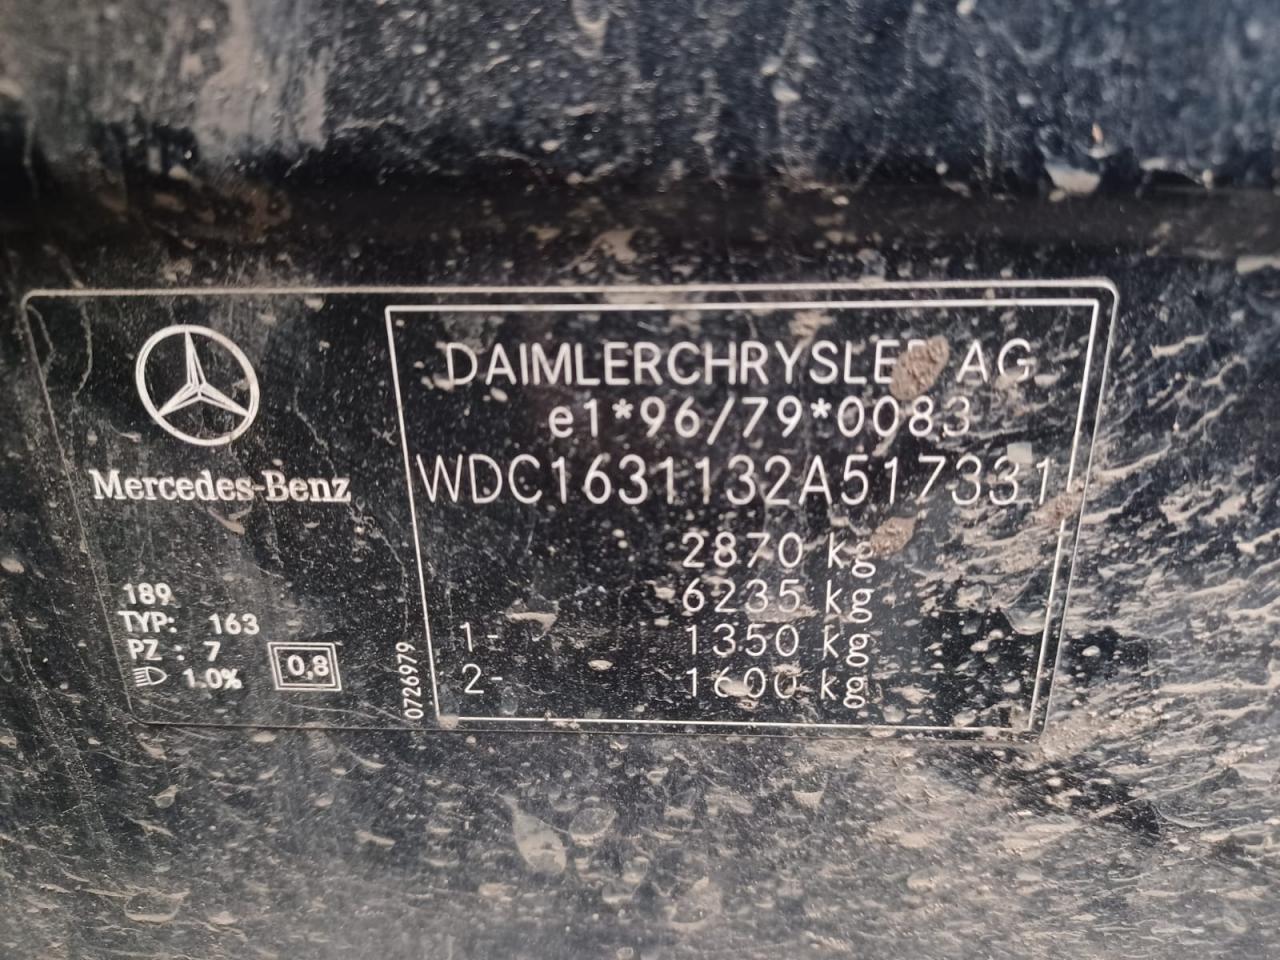 DAIMLERCHRYSLER AG
e1*96/79*0083
WDC1631132A517331
2870 kg
6235 kg
1- 1350 kg
2- 1600 kg
Mercedes-Benz
189
TYP: 163
PZ : 7
1.0%
0,8
0726979